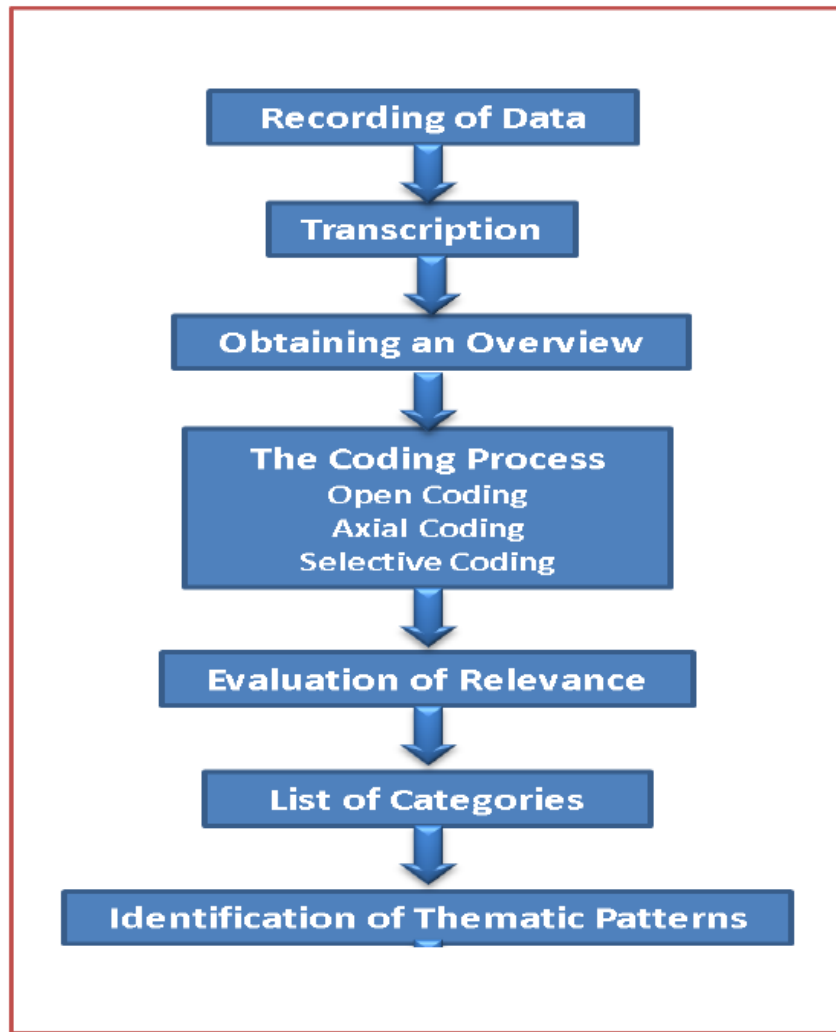 Recording of Data
Transcription
Obtaining an Overview
The Coding Process
Open Coding
Axial Coding
Selective Coding
Evaluation of Relevance
List of Categories
Identification of Thematic Patterns